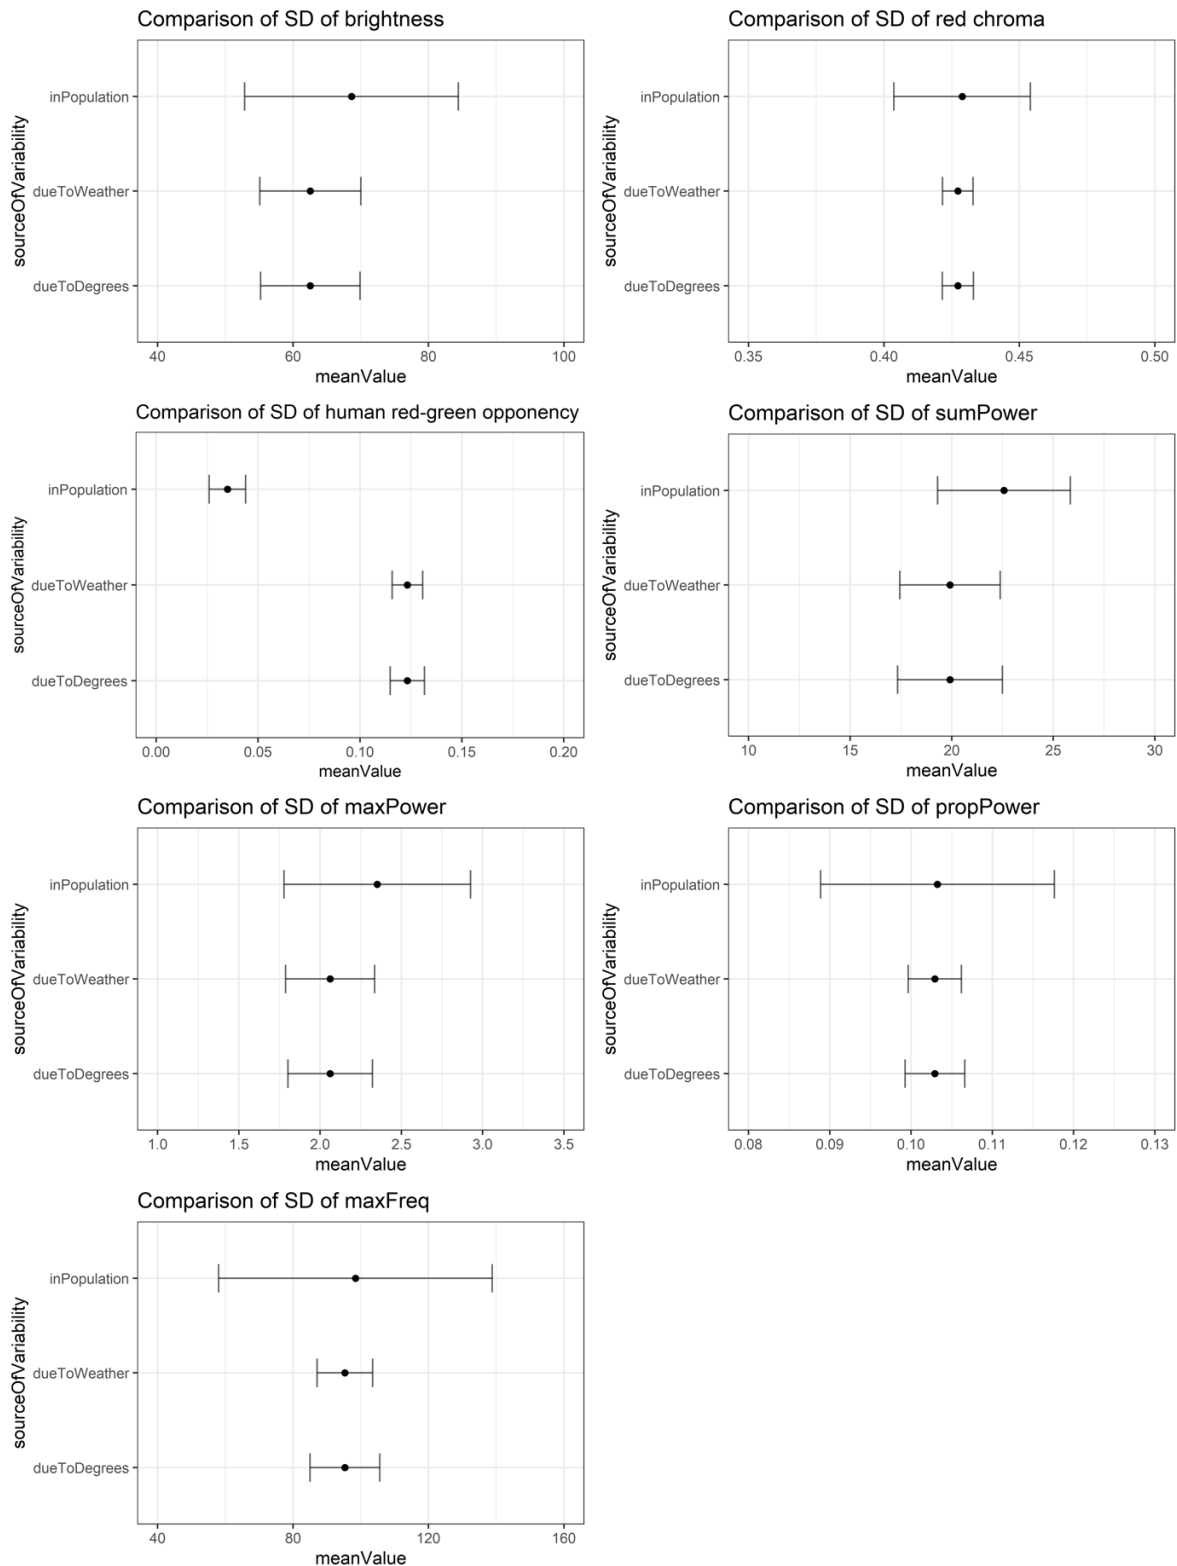 Comparison of SD of brightness
sourceOfVariability
inPopulation
dueToWeather
dueToDegrees
40 60 80 100
meanValue
Comparison of SD of red chroma
sourceOfVariability
inPopulation
dueToWeather
dueToDegrees
0.35 0.40 0.45 0.50
meanValue
Comparison of SD of human red-green opponency
sourceOfVariability
inPopulation
dueToWeather
dueToDegrees
0.00 0.05 0.10 0.15 0.20
meanValue
Comparison of SD of sumPower
sourceOfVariability
inPopulation
dueToWeather
dueToDegrees
10 15 20 25 30
meanValue
Comparison of SD of maxPower
sourceOfVariability
inPopulation
dueToWeather
dueToDegrees
1.0 1.5 2.0 2.5 3.0 3.5
meanValue
Comparison of SD of propPower
sourceOfVariability
inPopulation
dueToWeather
dueToDegrees
0.08 0.09 0.10 0.11 0.12 0.13
meanValue
Comparison of SD of maxFreq
sourceOfVariability
inPopulation
dueToWeather
dueToDegrees
40 80 120 160
meanValue